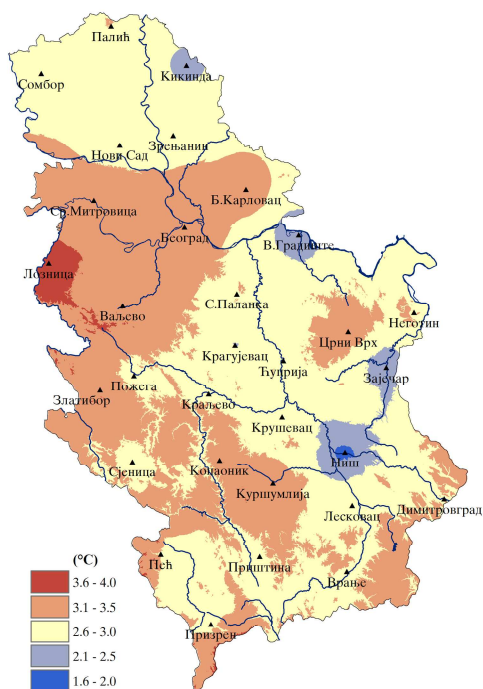 Палић
Кикинда
Сомбор
Зрењанин
Нови Сад
Б.Карловац
Ср.Митровица
Београд
В.Градиште
Лозница
С.Паланка
Ваљево
Неготин
Црни Врх
Крагујевац
Ћуприја
Зајечар
Пожега
Златибор
Краљево
Крушевац
Ниш
Сјеница
Копаоник
Куршумлија
Димитровград
Лесковац
Пећ
Приштина
Врање
Призрен
(°C)
3.6 - 4.0
3.1 - 3.5
2.6 - 3.0
2.1 - 2.5
1.6 - 2.0